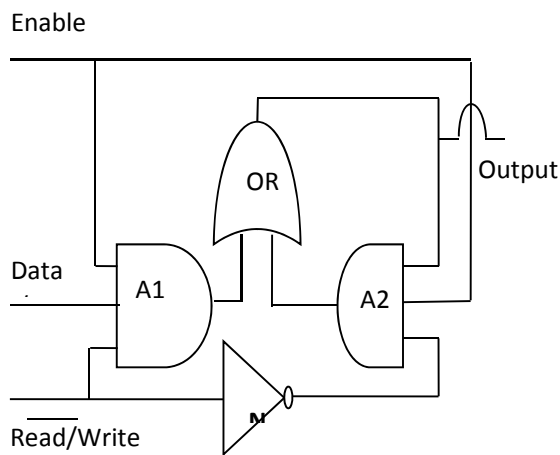 Enable
OR
Output
Data
A1
A2
Read/Write